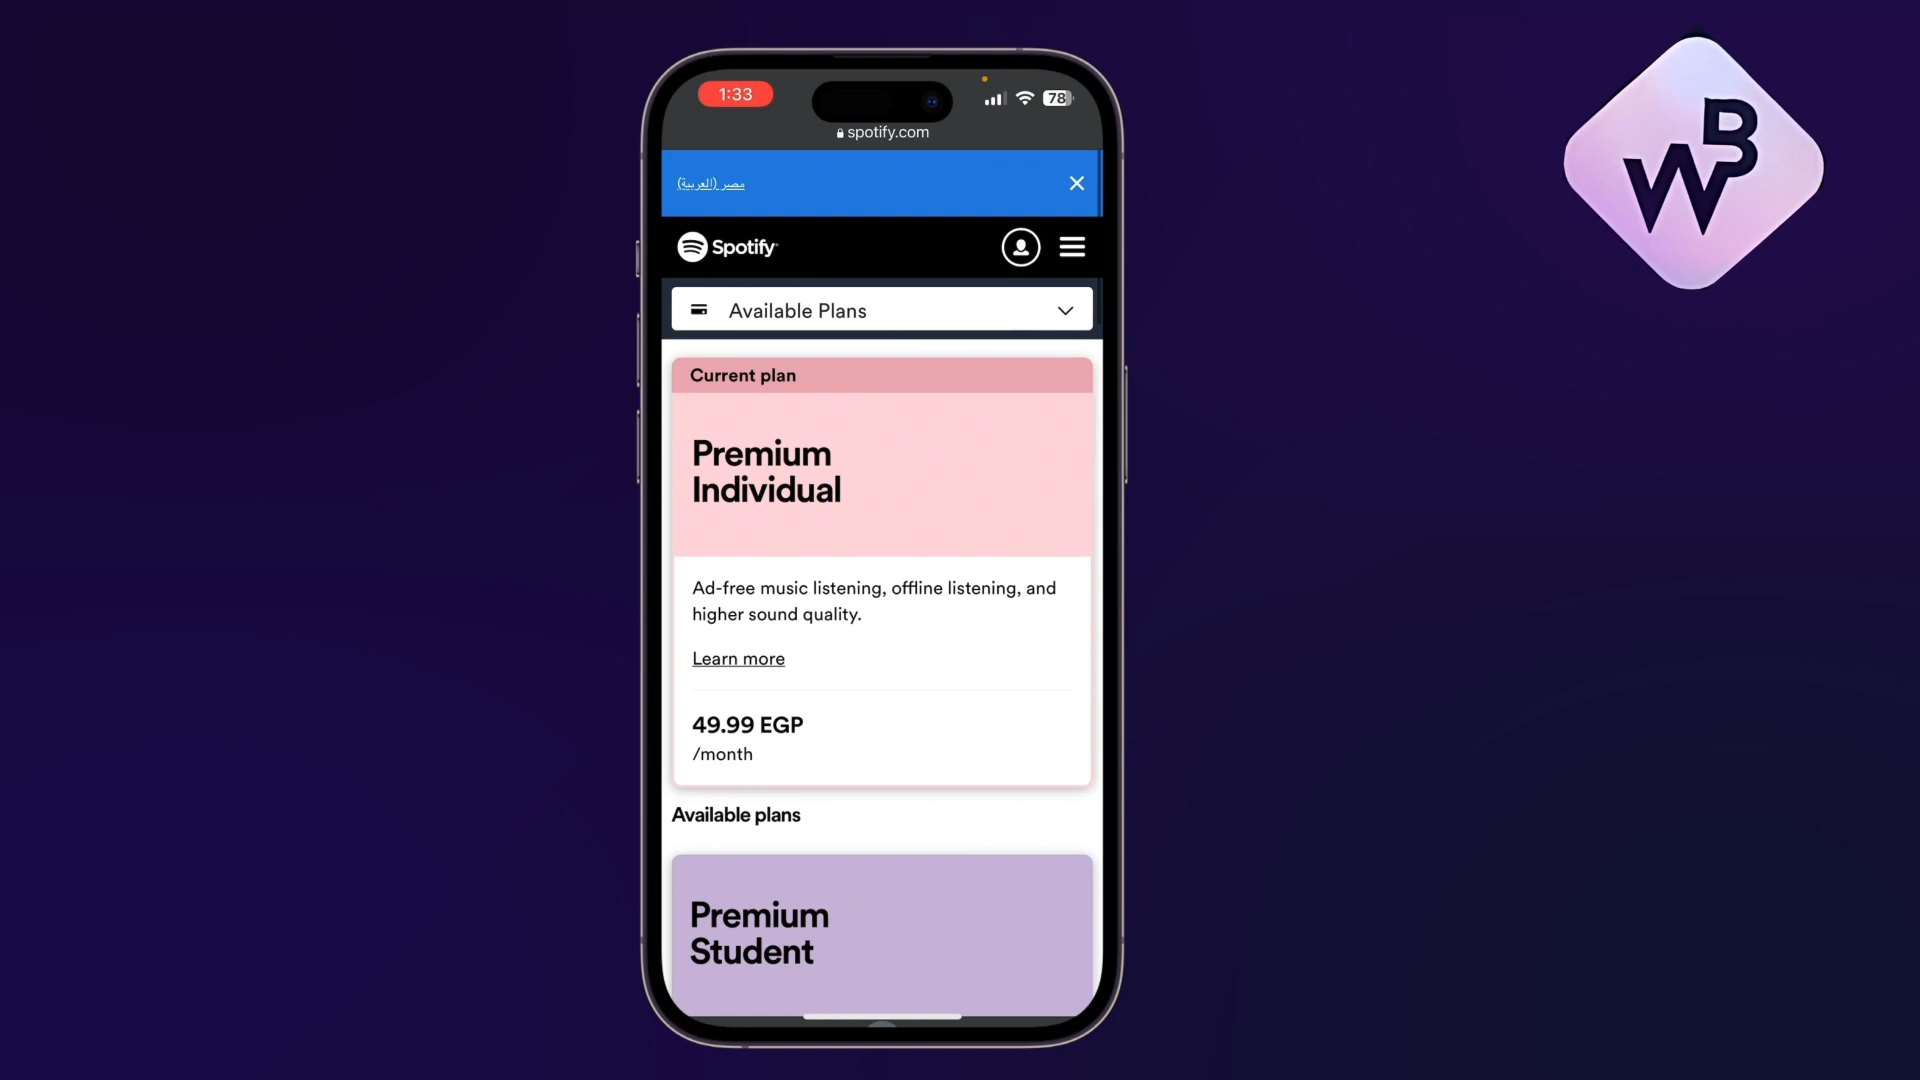 1:33
78
spotify.com
مصر (العربية)
Spotify
Available Plans
Current plan
Premium
Individual
Ad-free music listening, offline listening, and
higher sound quality.
Learn more
49.99 EGP
/month
Available plans
Premium
Student
WB